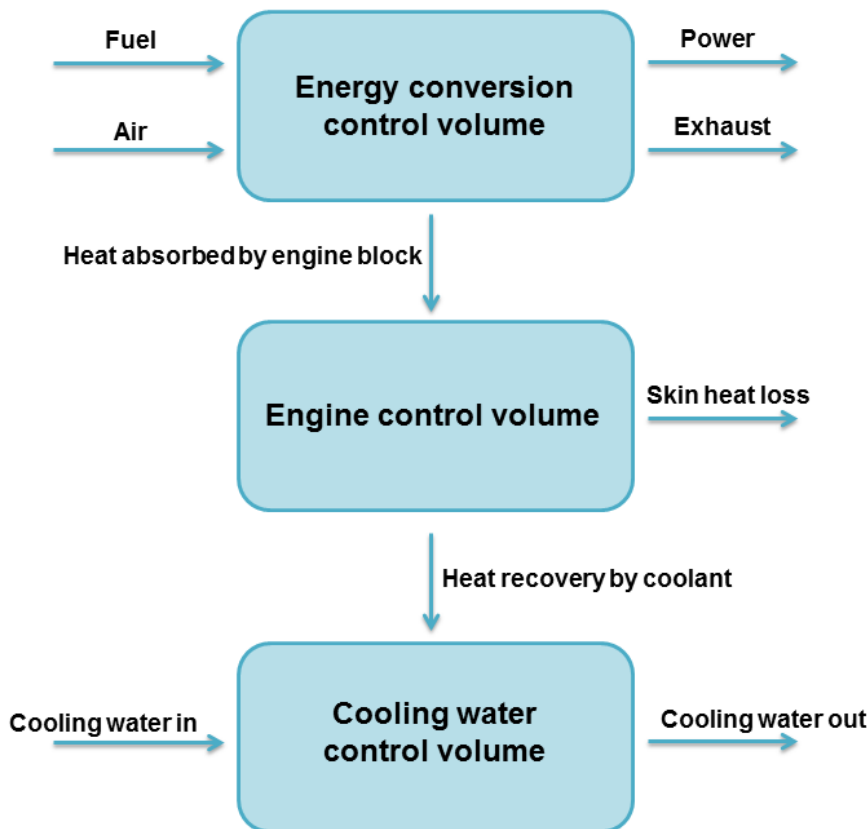 Fuel
Power
Energy conversion
control volume
Air
Exhaust
Heat absorbed by engine block
Engine control volume
Skin heat loss
Heat recovery by coolant
Cooling water in
Cooling water
control volume
Cooling water out